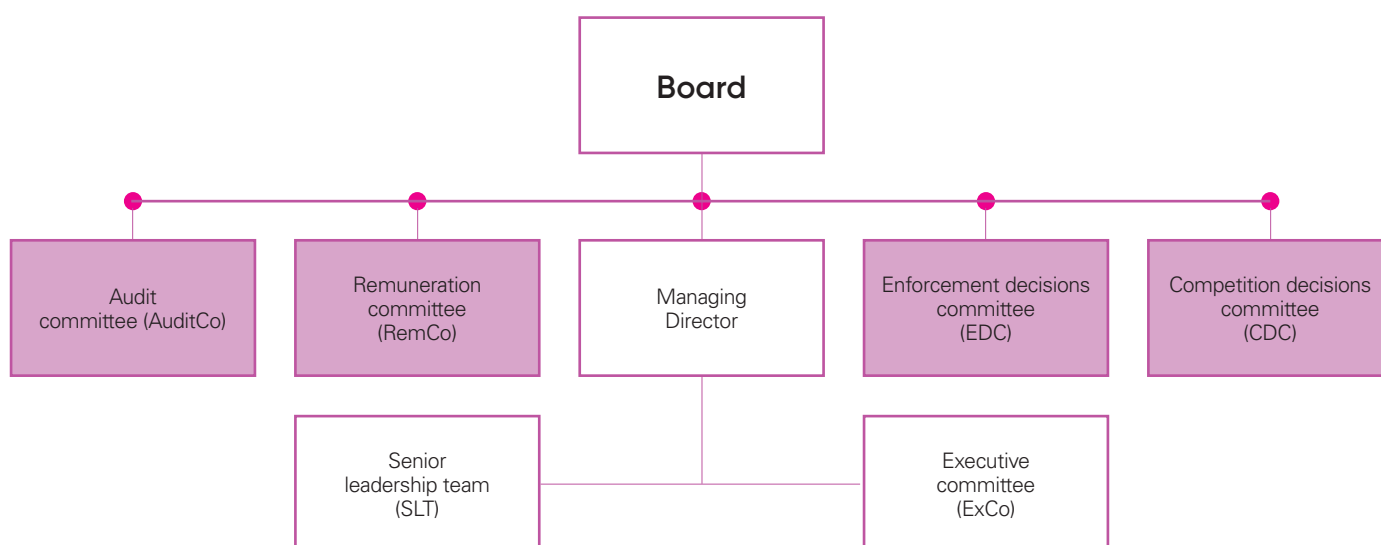 Board
Audit
committee (AuditCo)
Remuneration
committee
(RemCo)
Managing
Director
Enforcement decisions
committee
(EDC)
Competition decisions
committee
(CDC)
Senior
leadership team
(SLT)
Executive
committee
(ExCo)